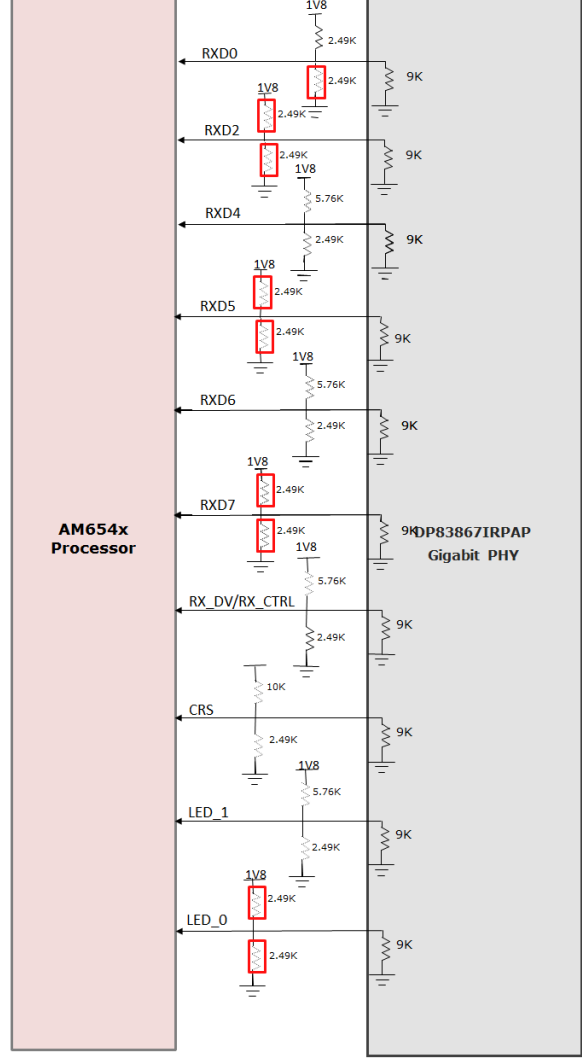 1V8
2.49K
RXD0
2.49K
9K
1V8
2.49K
RXD2
2.49K
9K
1V8
5.76K
RXD4
2.49K
9K
1V8
2.49K
RXD5
2.49K
9K
1V8
5.76K
RXD6
2.49K
9K
1V8
2.49K
RXD7
2.49K
9K
AM654x
Processor
DP83867IRPAP
Gigabit PHY
1V8
5.76K
RX_DV/RX_CTRL
2.49K
9K
10K
CRS
2.49K
9K
1V8
5.76K
LED_1
2.49K
9K
1V8
2.49K
LED_0
2.49K
9K